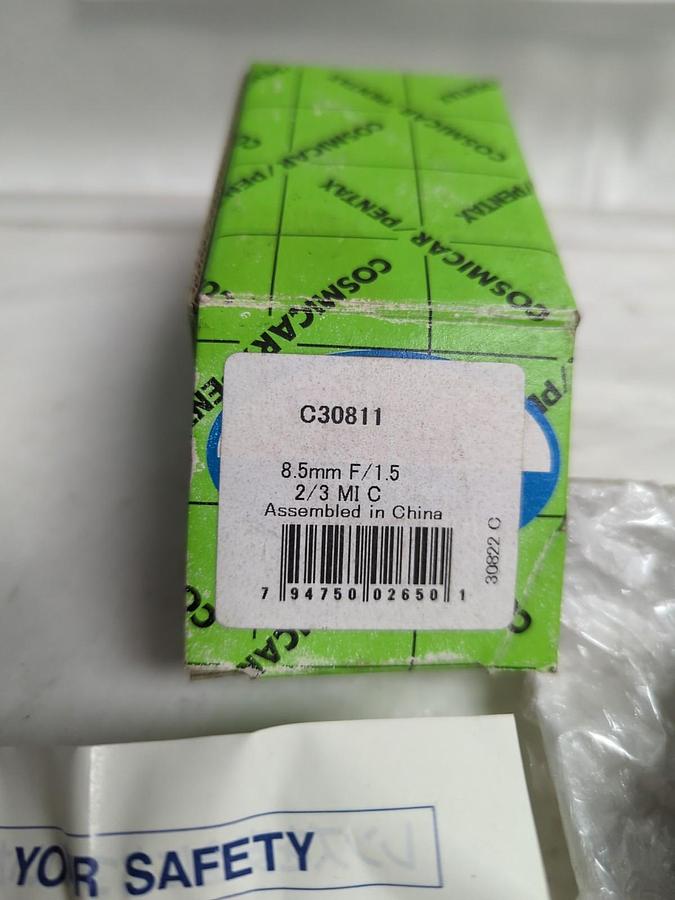 COSMICAR / PENTAX
COSMICAR /PENTAX
COSMICAR /PENTAX
COSMICAR
C30811
8.5mm F/1.5
2/3 MI C
Assembled in China
7 94750 02650 1
30822 C
YOUR SAFETY